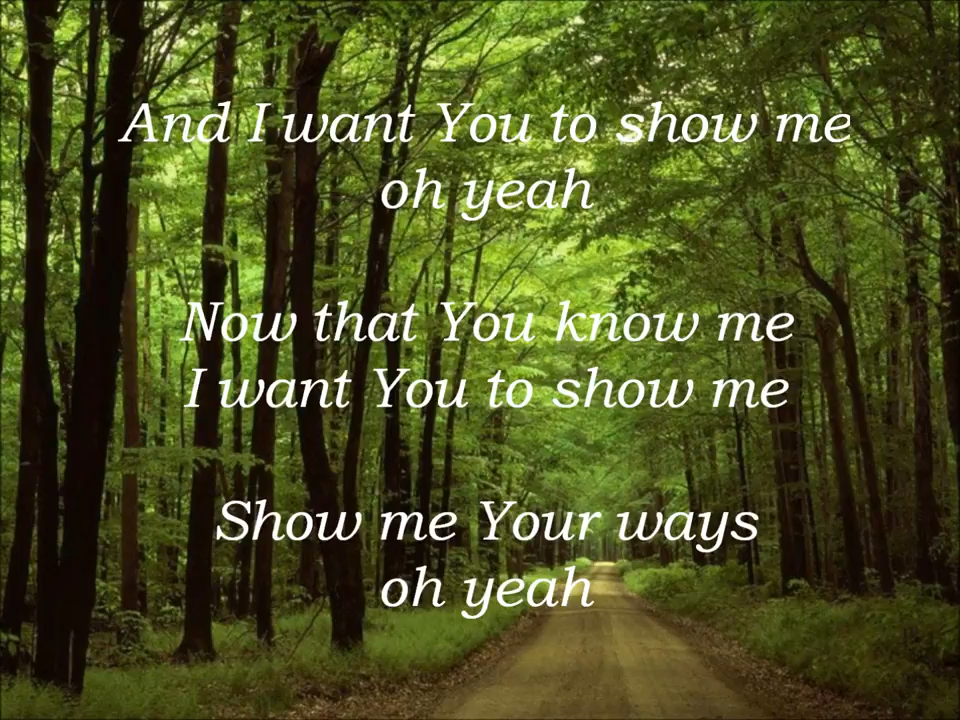 And I want You to show me
oh yeah
Now that You know me
I want You to show me
Show me Your ways
oh yeah